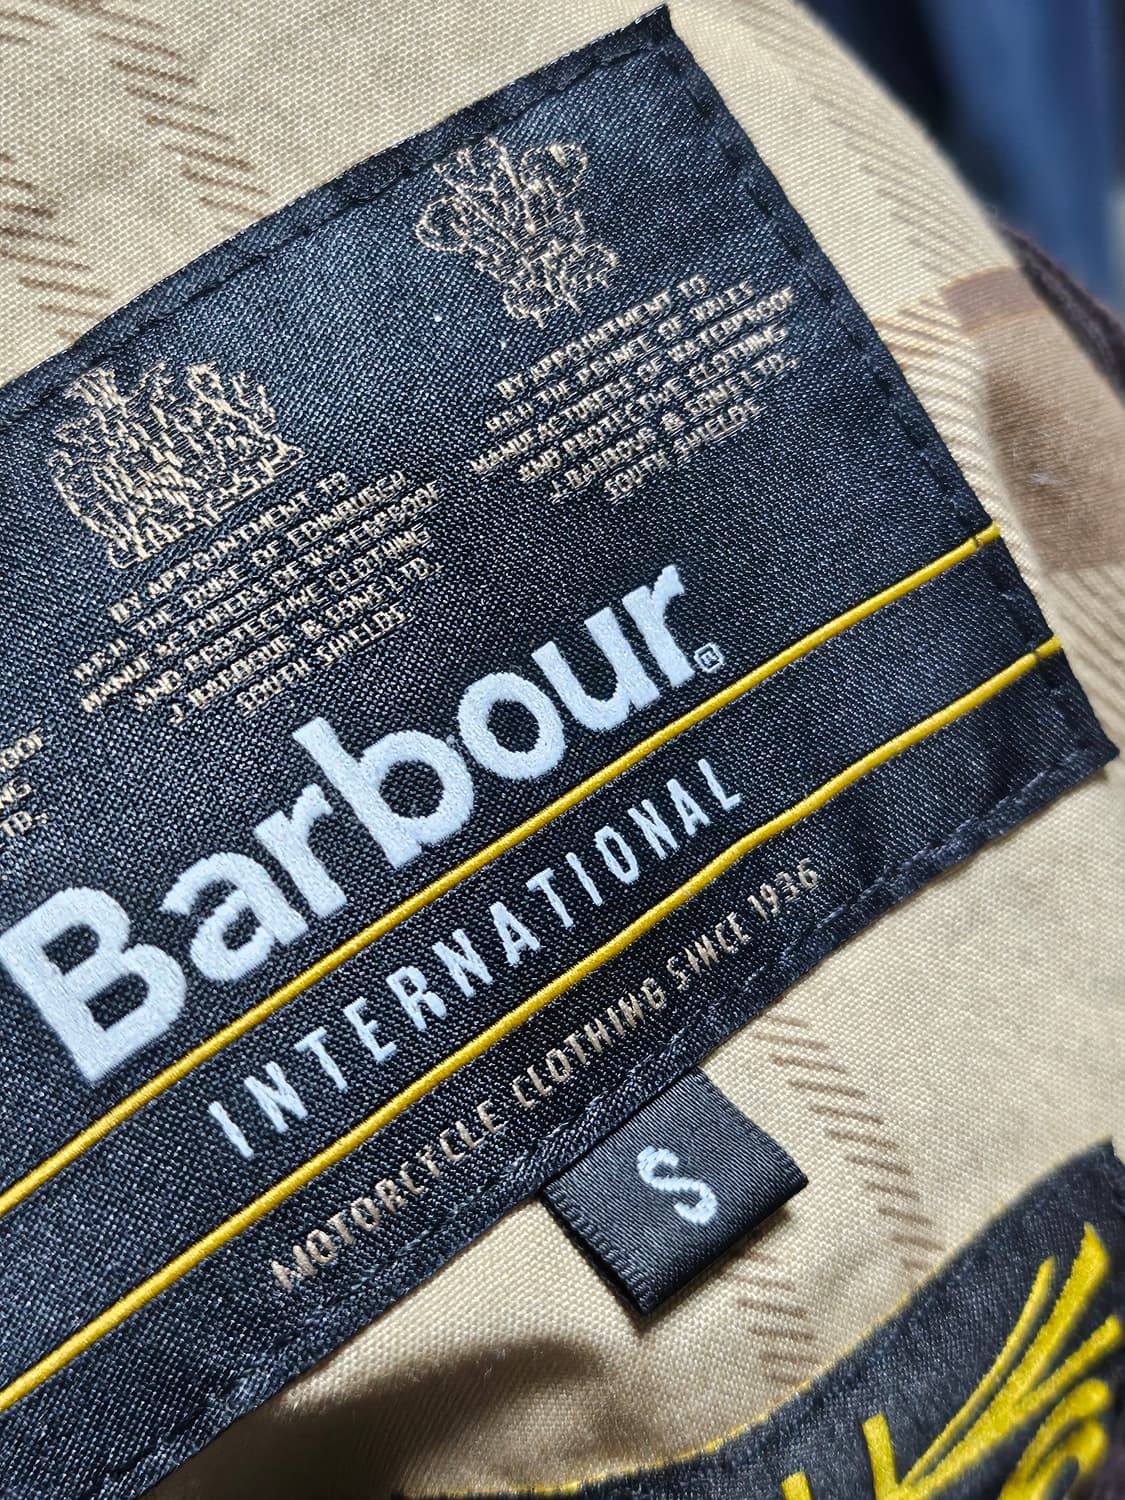 BY APPOINTMENT TO
HRH THE PRINCE OF WALES
MANUFACTURERS OF WATERPROOF
AND PROTECTIVE CLOTHING
J. BARBOUR & SONS LTD.
SOUTH SHIELDS
BY APPOINTMENT TO
HRH THE DUKE OF EDINBURGH
MANUFACTURERS OF WATERPROOF
AND PROTECTIVE CLOTHING
J. BARBOUR & SONS LTD.
SOUTH SHIELDS
Barbour®
INTERNATIONAL
MOTORCYCLE CLOTHING SINCE 1936
S